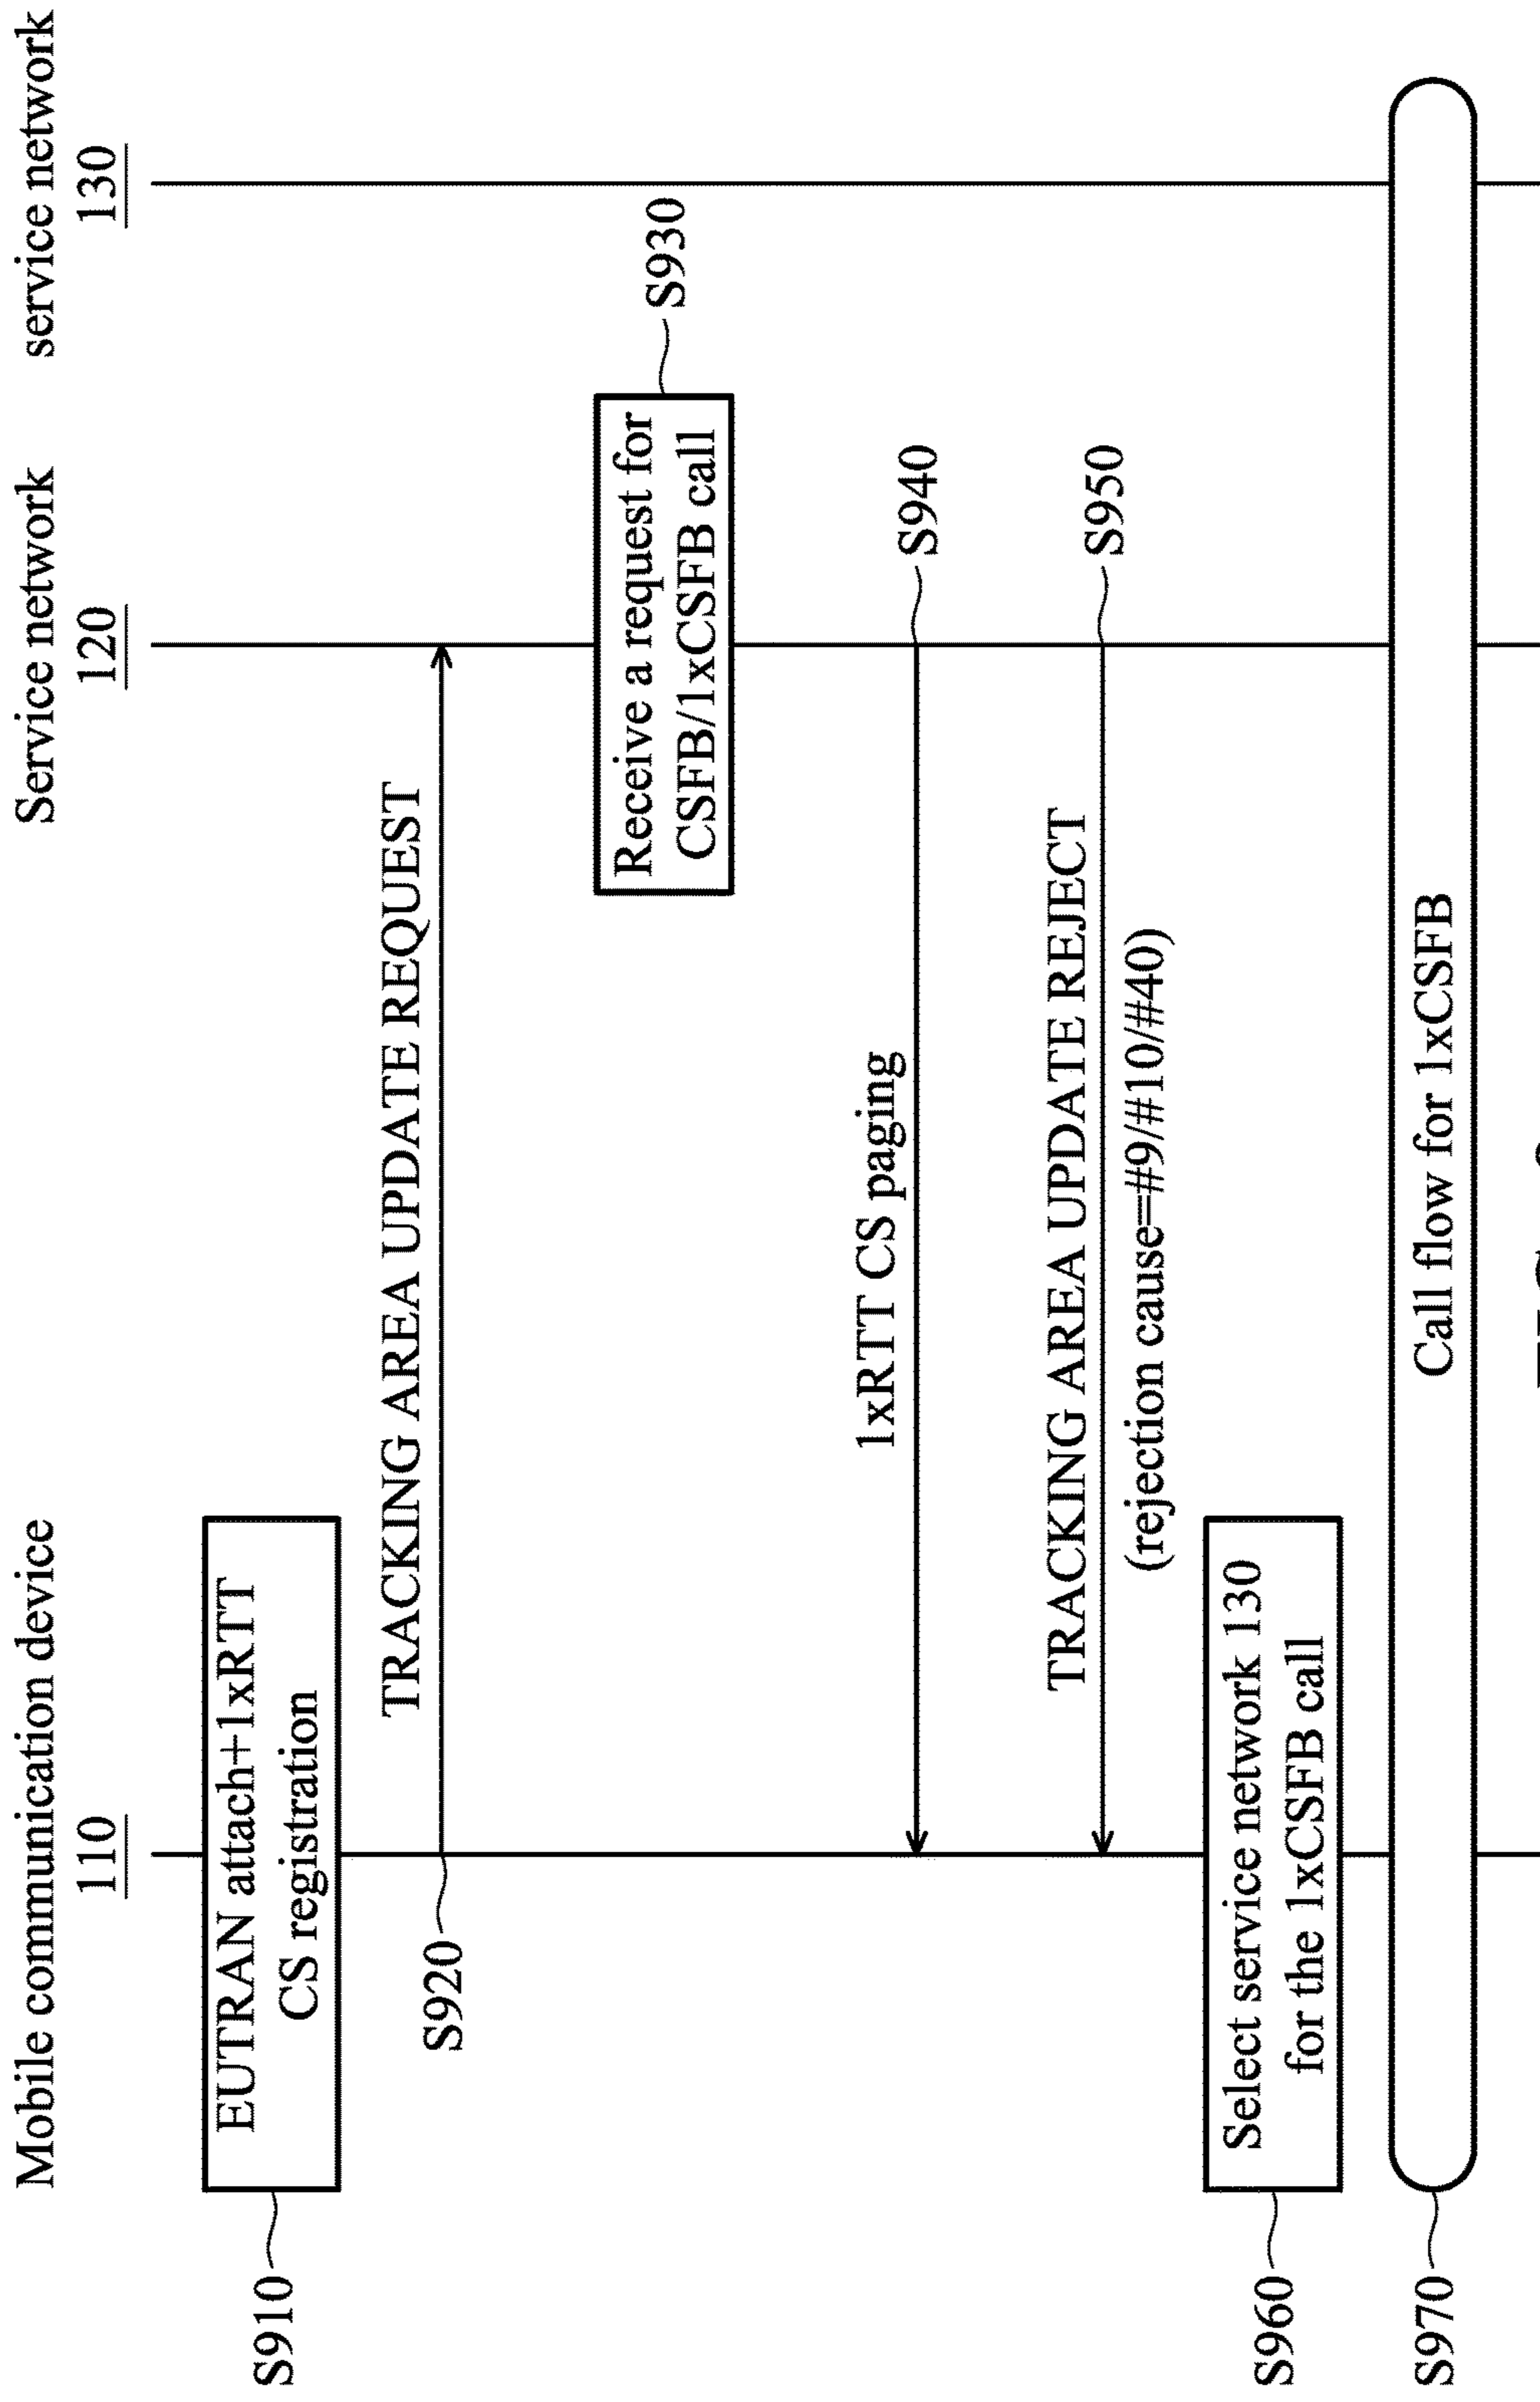 Mobile communication device
110
Service network
120
service network
130
S910
EUTRAN attach+1xRTT
CS registration
TRACKING AREA UPDATE REQUEST
S920
Receive a request for
CSFB/1xCSFB call
S930
1xRTT CS paging
S940
TRACKING AREA UPDATE REJECT
(rejection cause=#9/#10/#40)
S950
S960
Select service network 130
for the 1xCSFB call
S970
Call flow for 1xCSFB